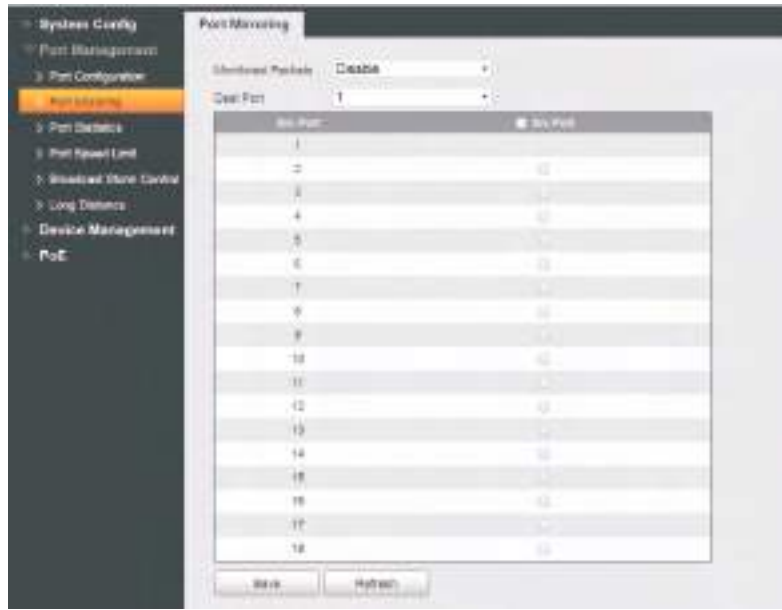 System Config
Port Management
Port Configuration
Port Mirroring
Port Statistics
Port Speed Limit
Broadcast Storm Control
Long Distance
Device Management
PoE
Port Mirroring
Monitored Packets Disable
Dest Port 1
Src Port Src Port
1
2
3
4
5
6
7
8
9
10
11
12
13
14
15
16
17
18
Save Refresh